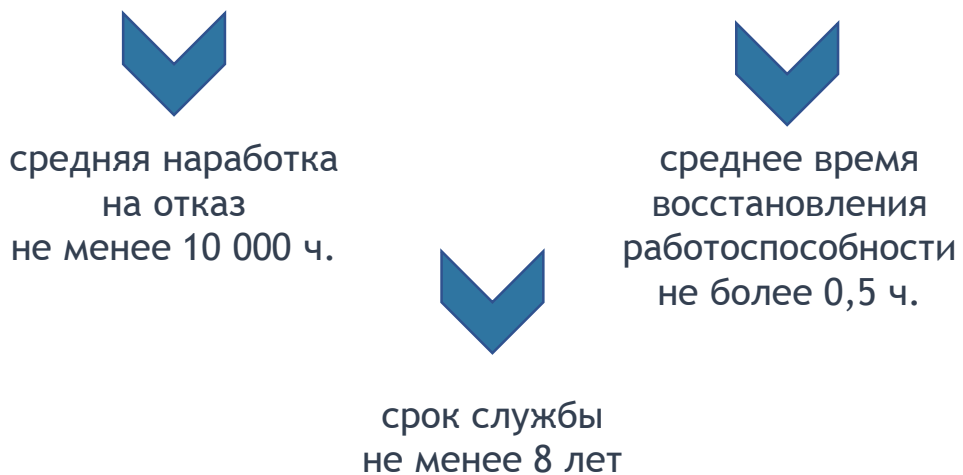 средняя наработка
на отказ
не менее 10 000 ч.
среднее время
восстановления
работоспособности
не более 0,5 ч.
срок службы
не менее 8 лет